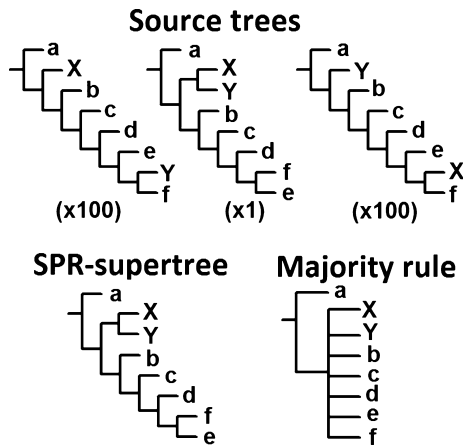 Source trees
a
X
b
c
d
e
Y
f
(x100)
a
X
Y
b
c
d
f
e
(x1)
a
Y
b
c
d
e
X
f
(x100)
SPR-supertree
a
X
Y
b
c
d
f
e
Majority rule
a
X
Y
b
c
d
e
f